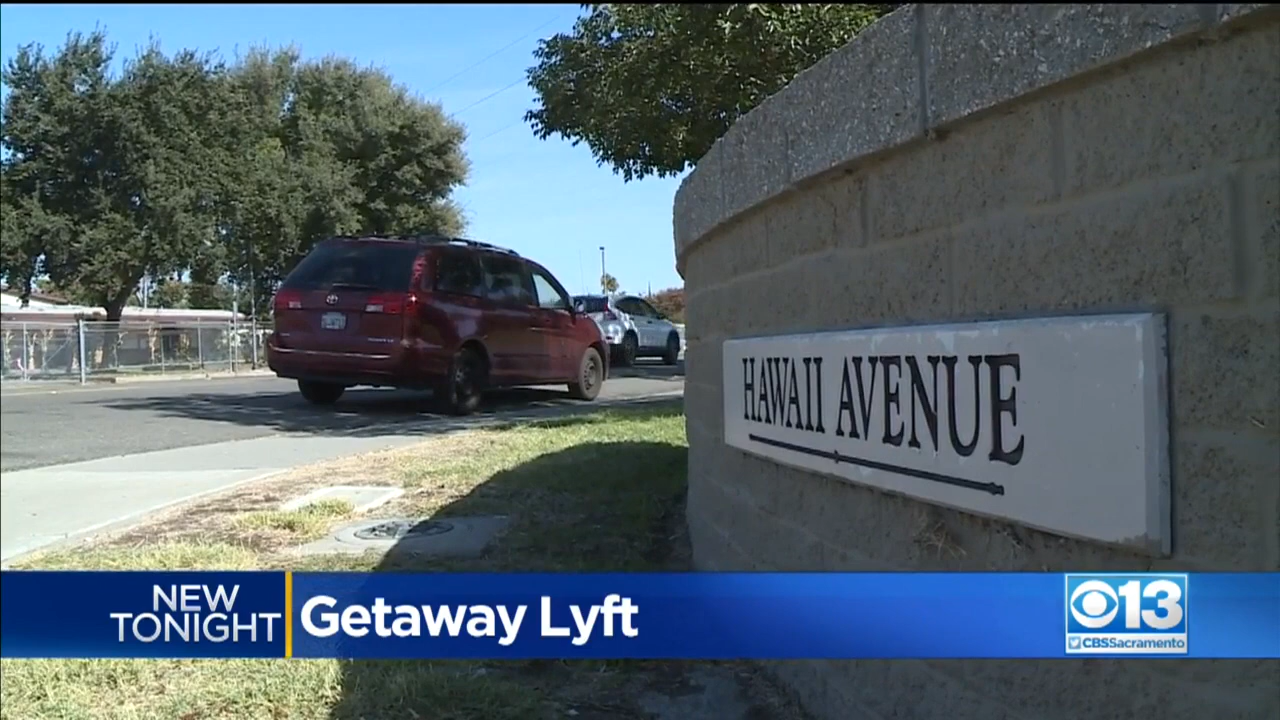 HAWAII AVENUE
NEW
TONIGHT
Getaway Lyft
13
CBSSacramento